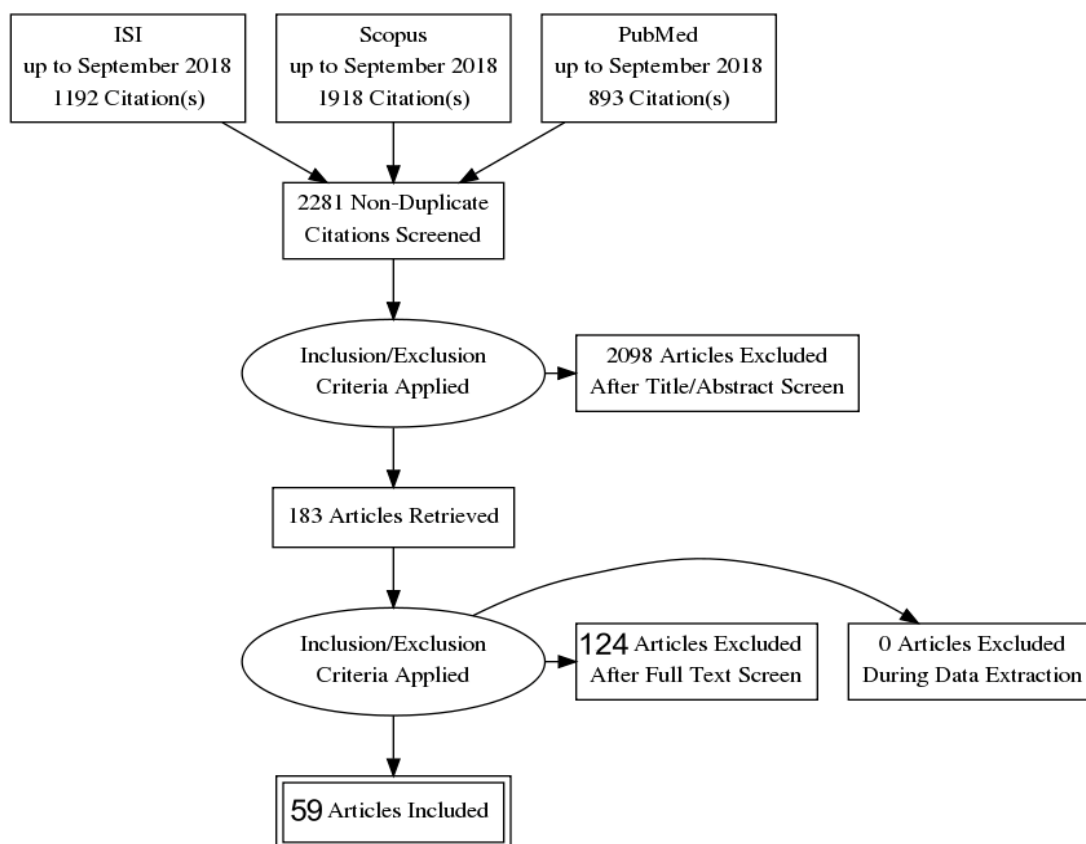 ISI
up to September 2018
1192 Citation(s)
Scopus
up to September 2018
1918 Citation(s)
PubMed
up to September 2018
893 Citation(s)
2281 Non-Duplicate
Citations Screened
Inclusion/Exclusion
Criteria Applied
2098 Articles Excluded
After Title/Abstract Screen
183 Articles Retrieved
Inclusion/Exclusion
Criteria Applied
124 Articles Excluded
After Full Text Screen
0 Articles Excluded
During Data Extraction
59 Articles Included